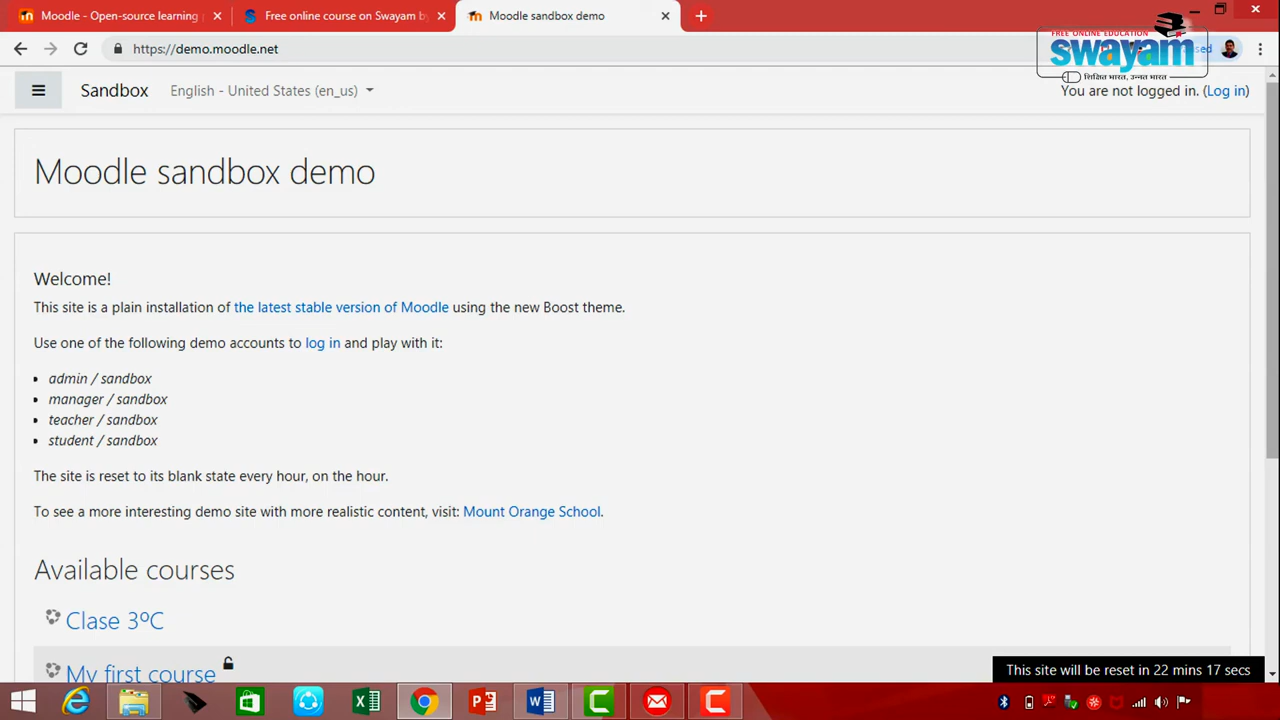 Moodle - Open-source learning
Free online course on Swayam by
Moodle sandbox demo
https://demo.moodle.net
FREE ONLINE EDUCATION
swayam
शिक्षित भारत, उन्नत भारत
Sandbox
English - United States (en_us)
You are not logged in. (Log in)
Moodle sandbox demo
Welcome!
This site is a plain installation of the latest stable version of Moodle using the new Boost theme.
Use one of the following demo accounts to log in and play with it:
admin / sandbox
manager / sandbox
teacher / sandbox
student / sandbox
The site is reset to its blank state every hour, on the hour.
To see a more interesting demo site with more realistic content, visit: Mount Orange School.
Available courses
Clase 3ºC
My first course
This site will be reset in 22 mins 17 secs